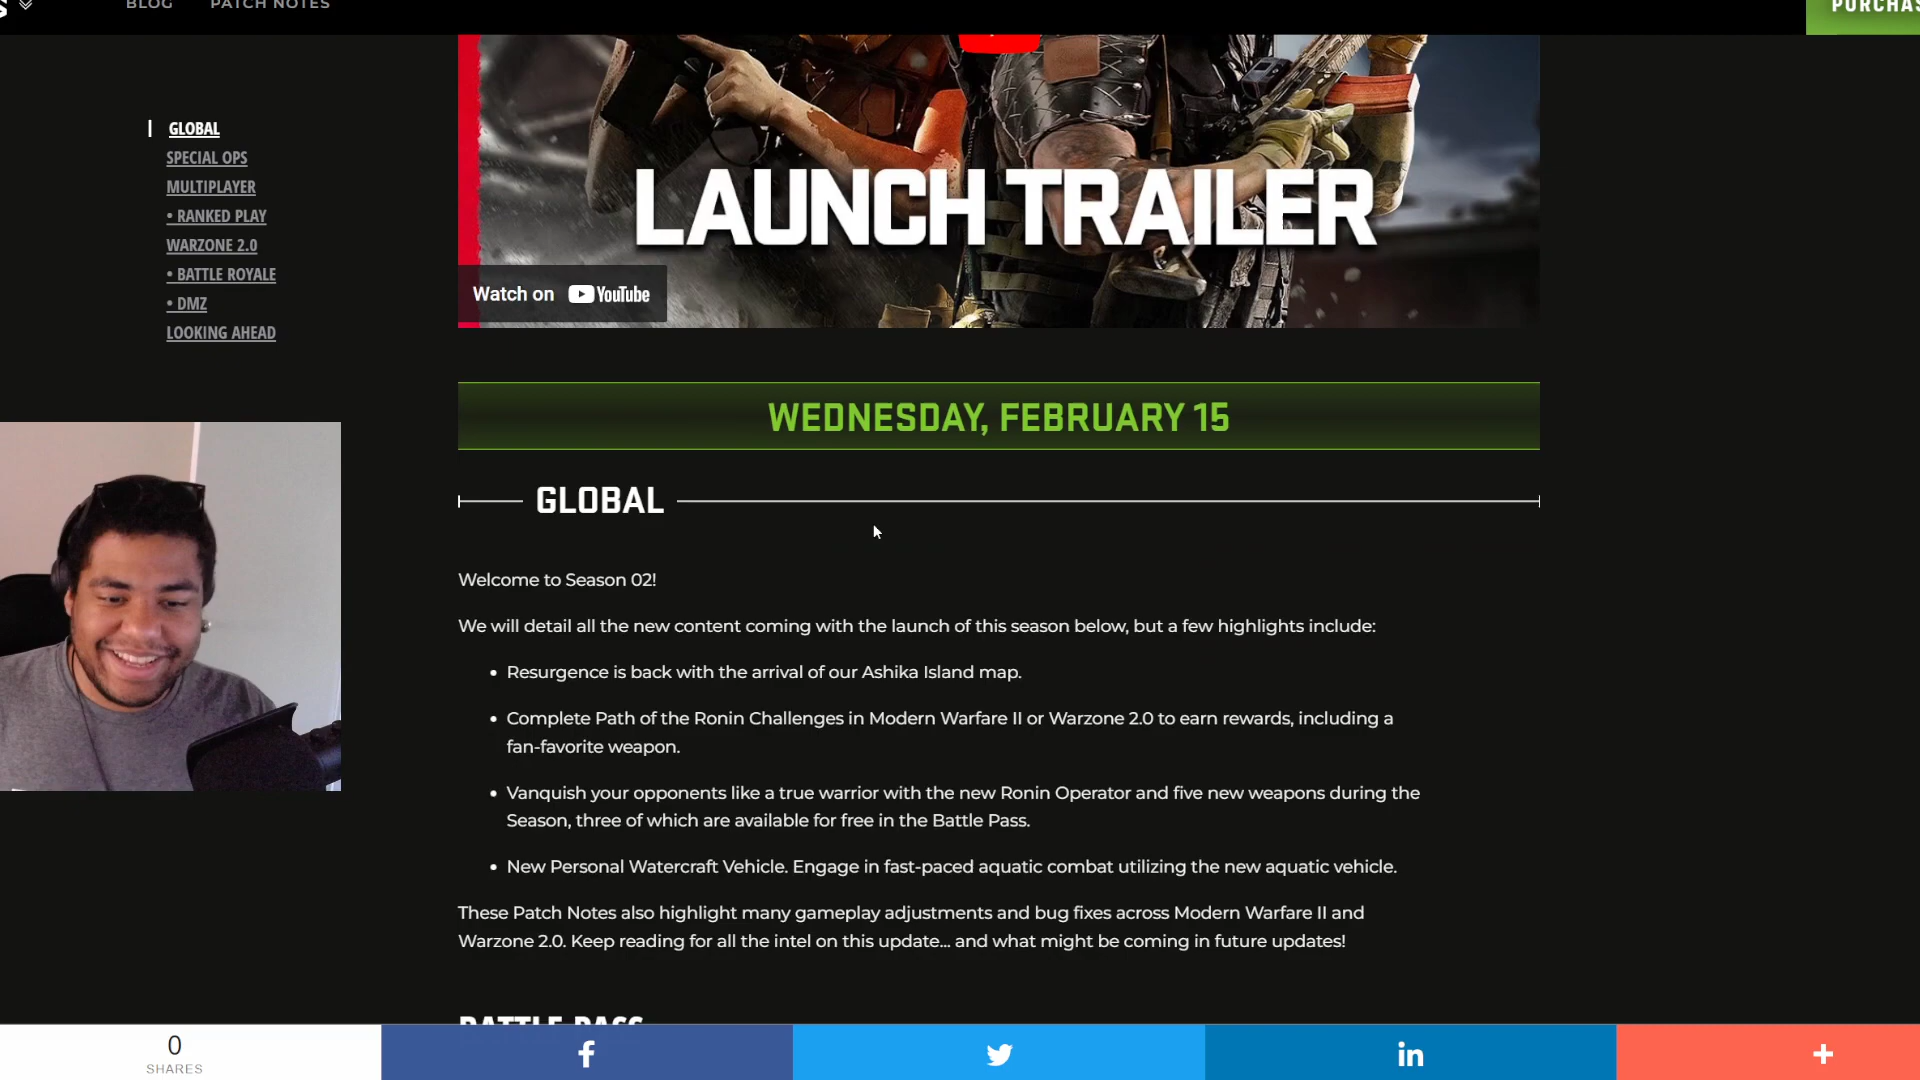 BLOG
PATCH NOTES
GLOBAL
SPECIAL OPS
MULTIPLAYER
• RANKED PLAY
WARZONE 2.0
• BATTLE ROYALE
• DMZ
LOOKING AHEAD
LAUNCH TRAILER
Watch on YouTube
WEDNESDAY, FEBRUARY 15
GLOBAL
Welcome to Season 02!
We will detail all the new content coming with the launch of this season below, but a few highlights include:
• Resurgence is back with the arrival of our Ashika Island map.
• Complete Path of the Ronin Challenges in Modern Warfare II or Warzone 2.0 to earn rewards, including a
fan-favorite weapon.
• Vanquish your opponents like a true warrior with the new Ronin Operator and five new weapons during the
Season, three of which are available for free in the Battle Pass.
• New Personal Watercraft Vehicle. Engage in fast-paced aquatic combat utilizing the new aquatic vehicle.
These Patch Notes also highlight many gameplay adjustments and bug fixes across Modern Warfare II and
Warzone 2.0. Keep reading for all the intel on this update... and what might be coming in future updates!
BATTLE PASS
0
SHARES